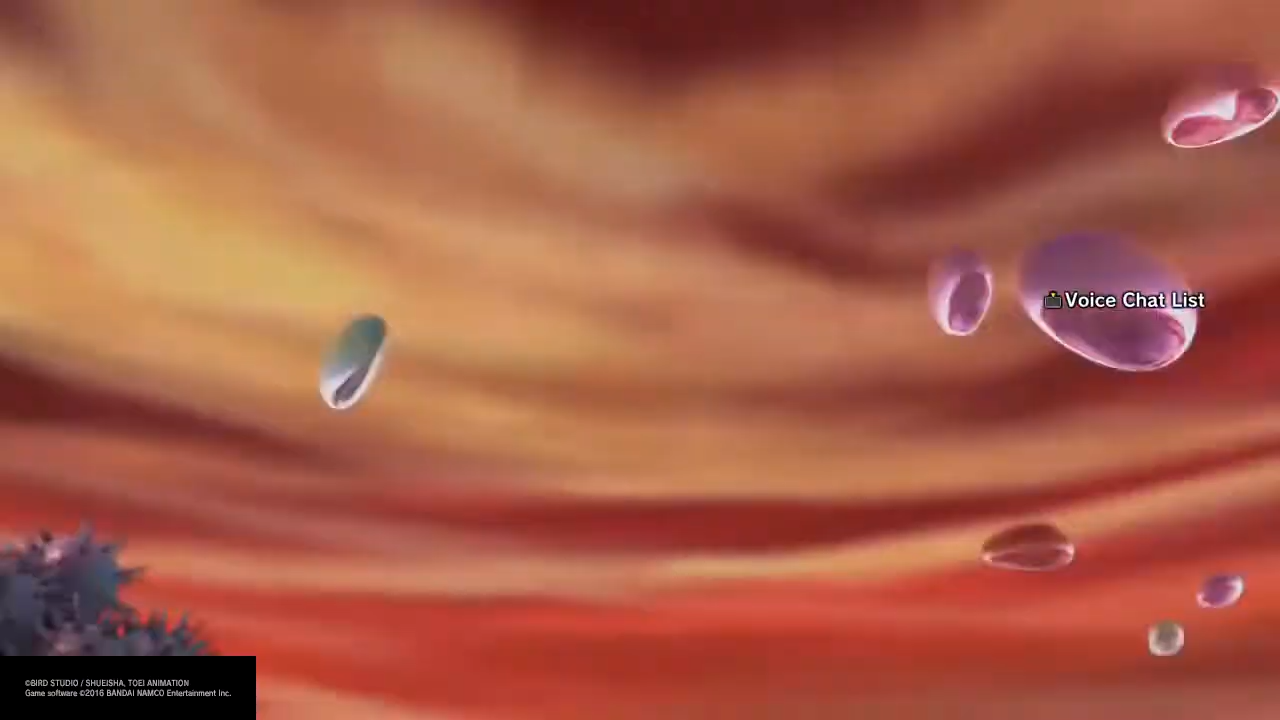 Voice Chat List
©BIRD STUDIO / SHUEISHA, TOEI ANIMATION
Game software ©2016 BANDAI NAMCO Entertainment Inc.